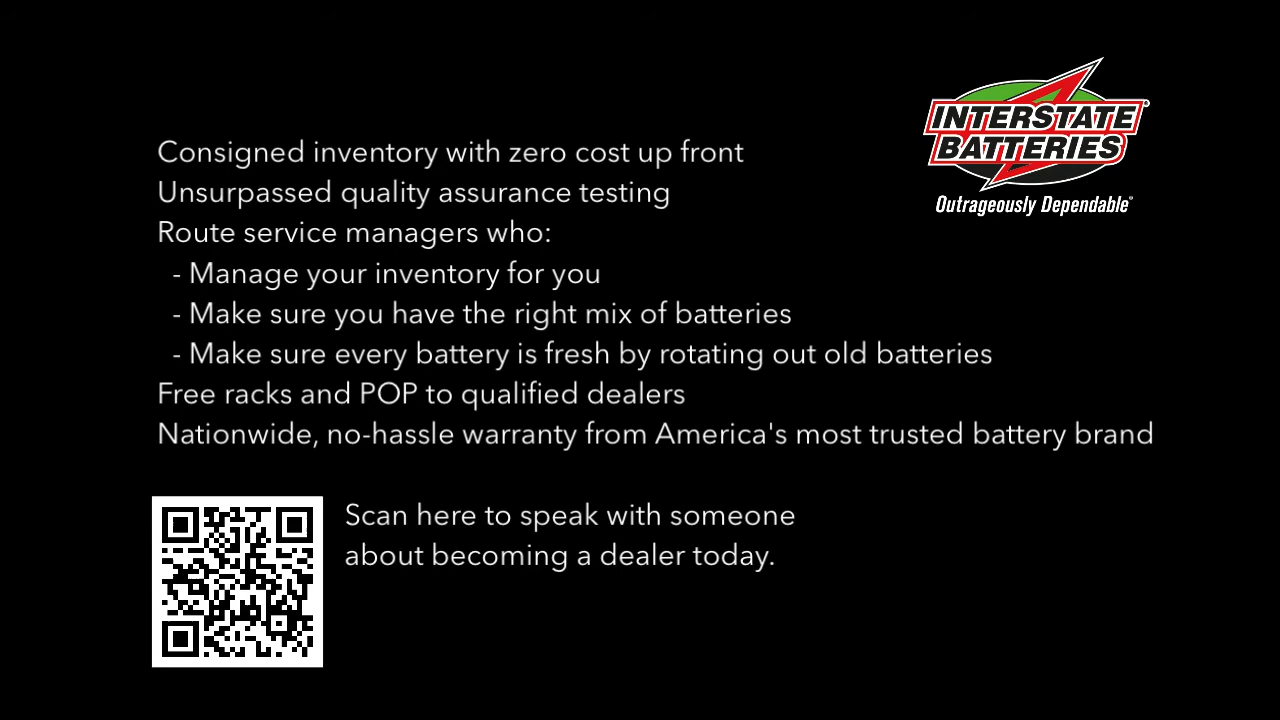 INTERSTATE
BATTERIES
Outrageously Dependable®
Consigned inventory with zero cost up front
Unsurpassed quality assurance testing
Route service managers who:
- Manage your inventory for you
- Make sure you have the right mix of batteries
- Make sure every battery is fresh by rotating out old batteries
Free racks and POP to qualified dealers
Nationwide, no-hassle warranty from America's most trusted battery brand
Scan here to speak with someone
about becoming a dealer today.